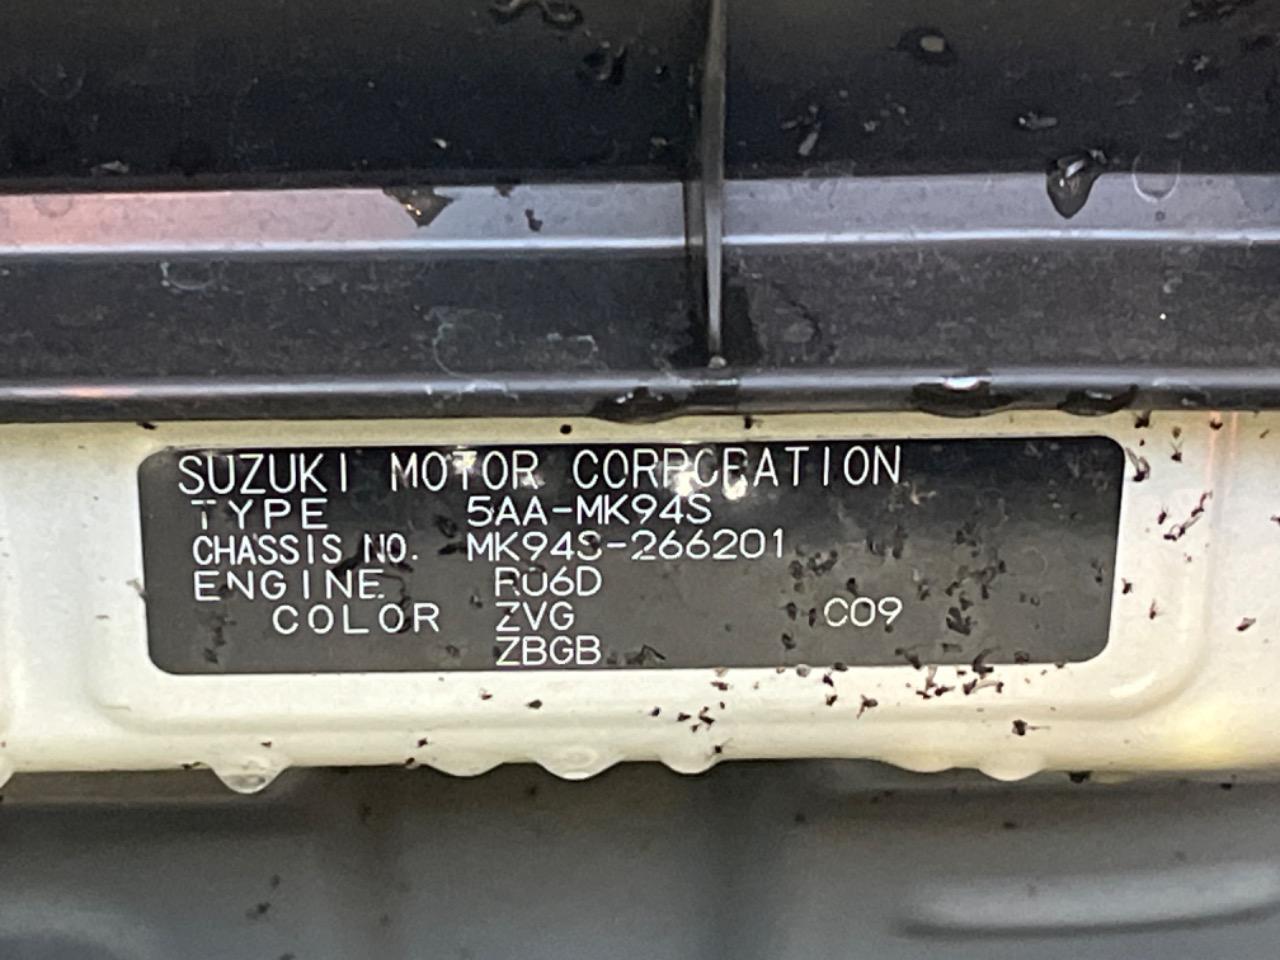 SUZUKI MOTOR CORPORATION
TYPE 5AA-MK94S
CHASSIS NO. MK94S-266201
ENGINE R06D
COLOR ZVG C09
ZBGB